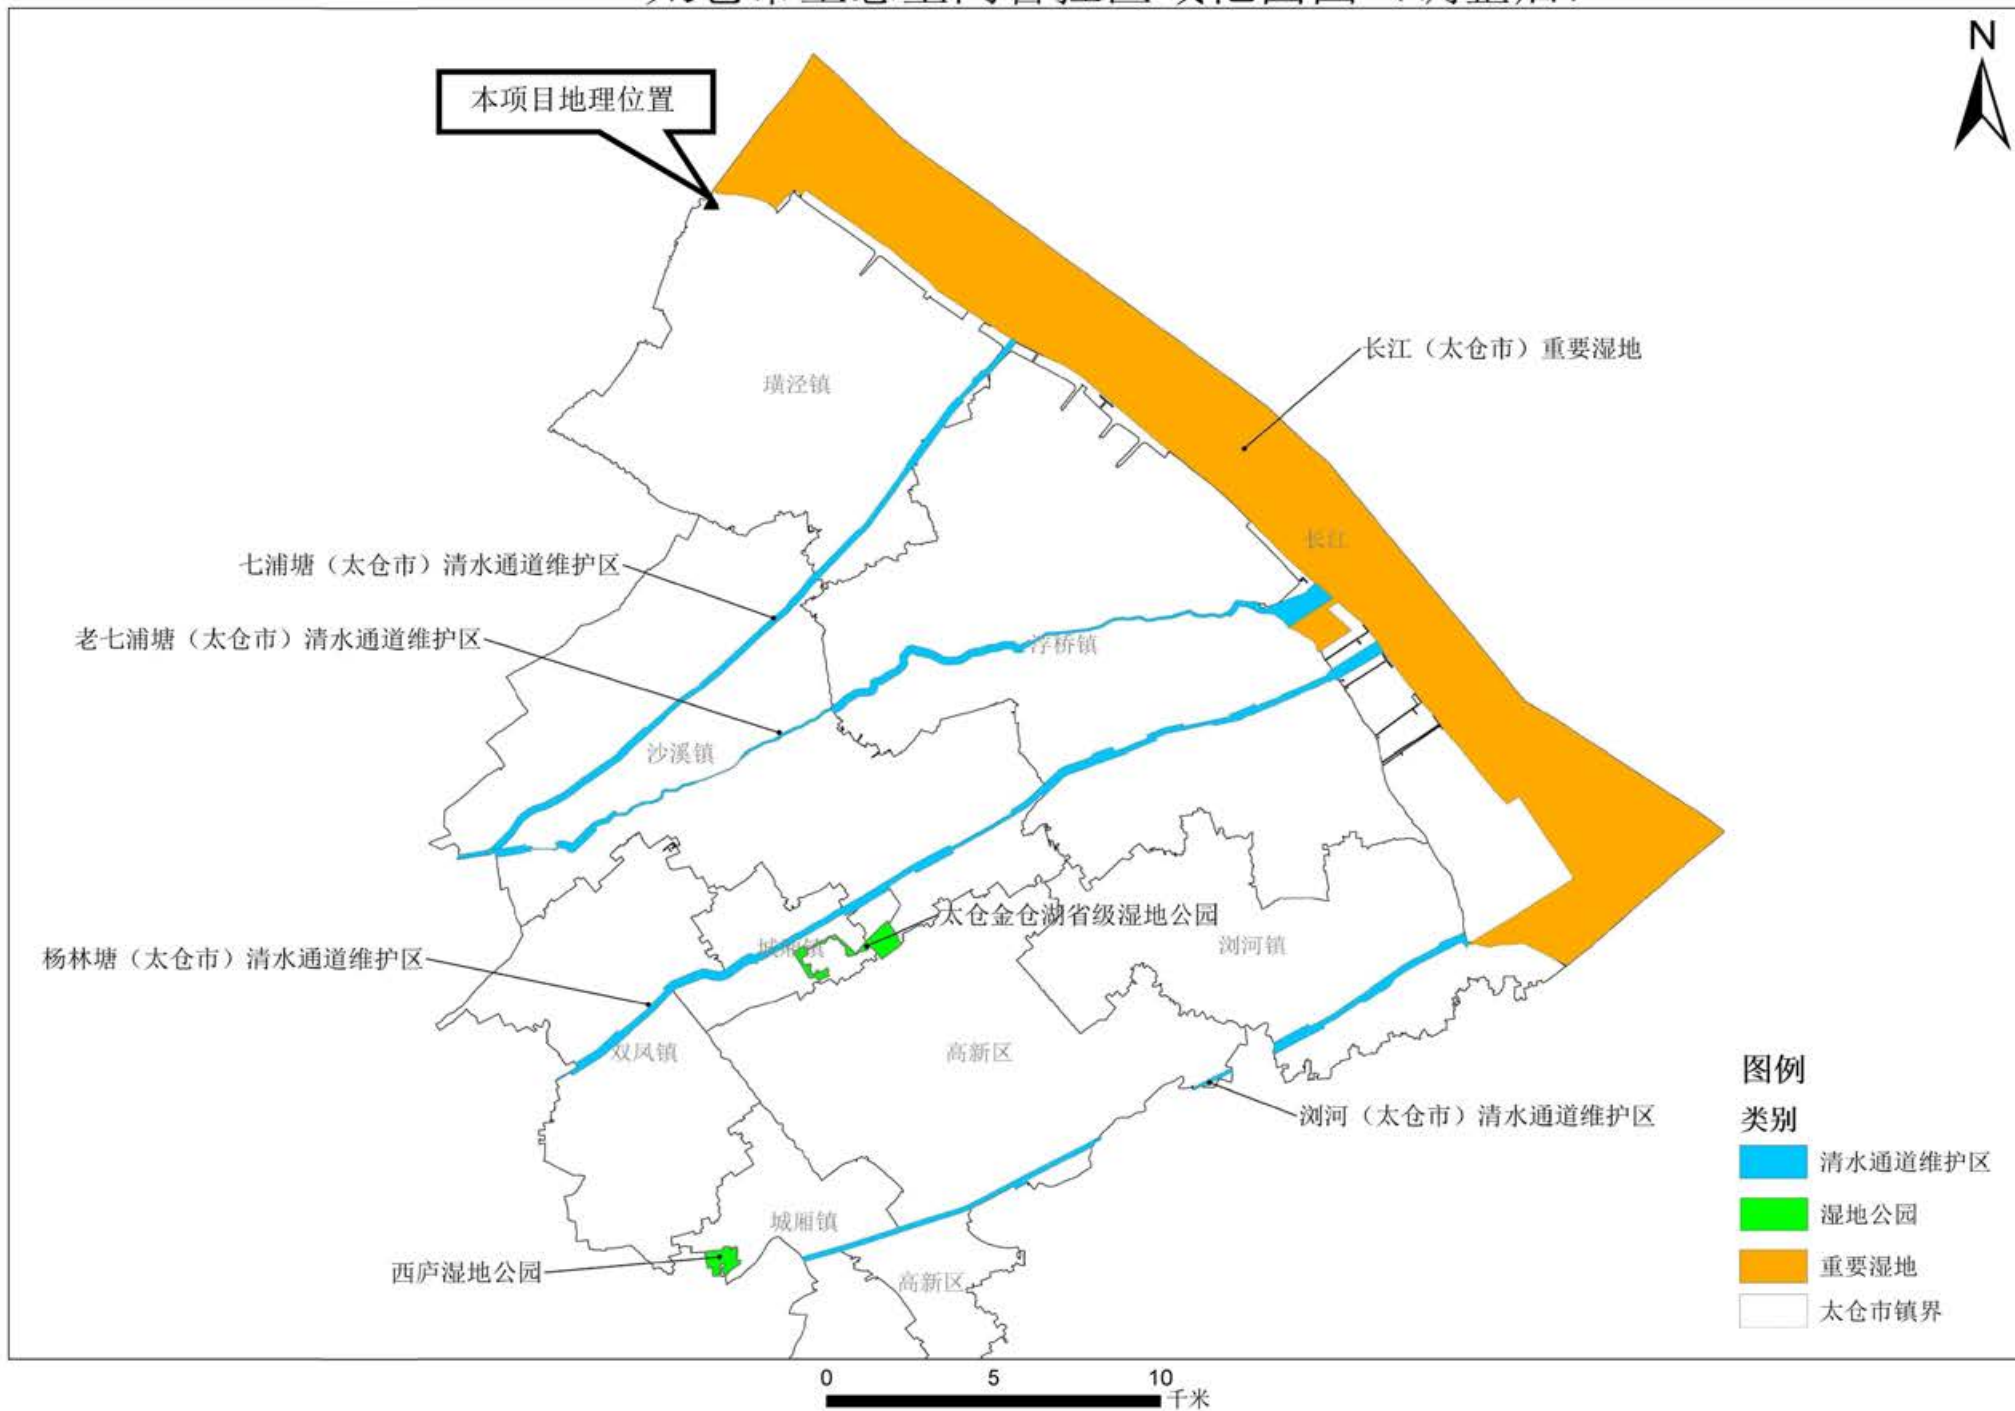 N
本项目地理位置
长江（太仓市）重要湿地
璜泾镇
长江
七浦塘（太仓市）清水通道维护区
老七浦塘（太仓市）清水通道维护区
浮桥镇
沙溪镇
太仓金仓湖省级湿地公园
城厢镇
浏河镇
杨林塘（太仓市）清水通道维护区
双凤镇
高新区
浏河（太仓市）清水通道维护区
城厢镇
西庐湿地公园
高新区
图例
类别
清水通道维护区
湿地公园
重要湿地
太仓市镇界
0 5 10
千米